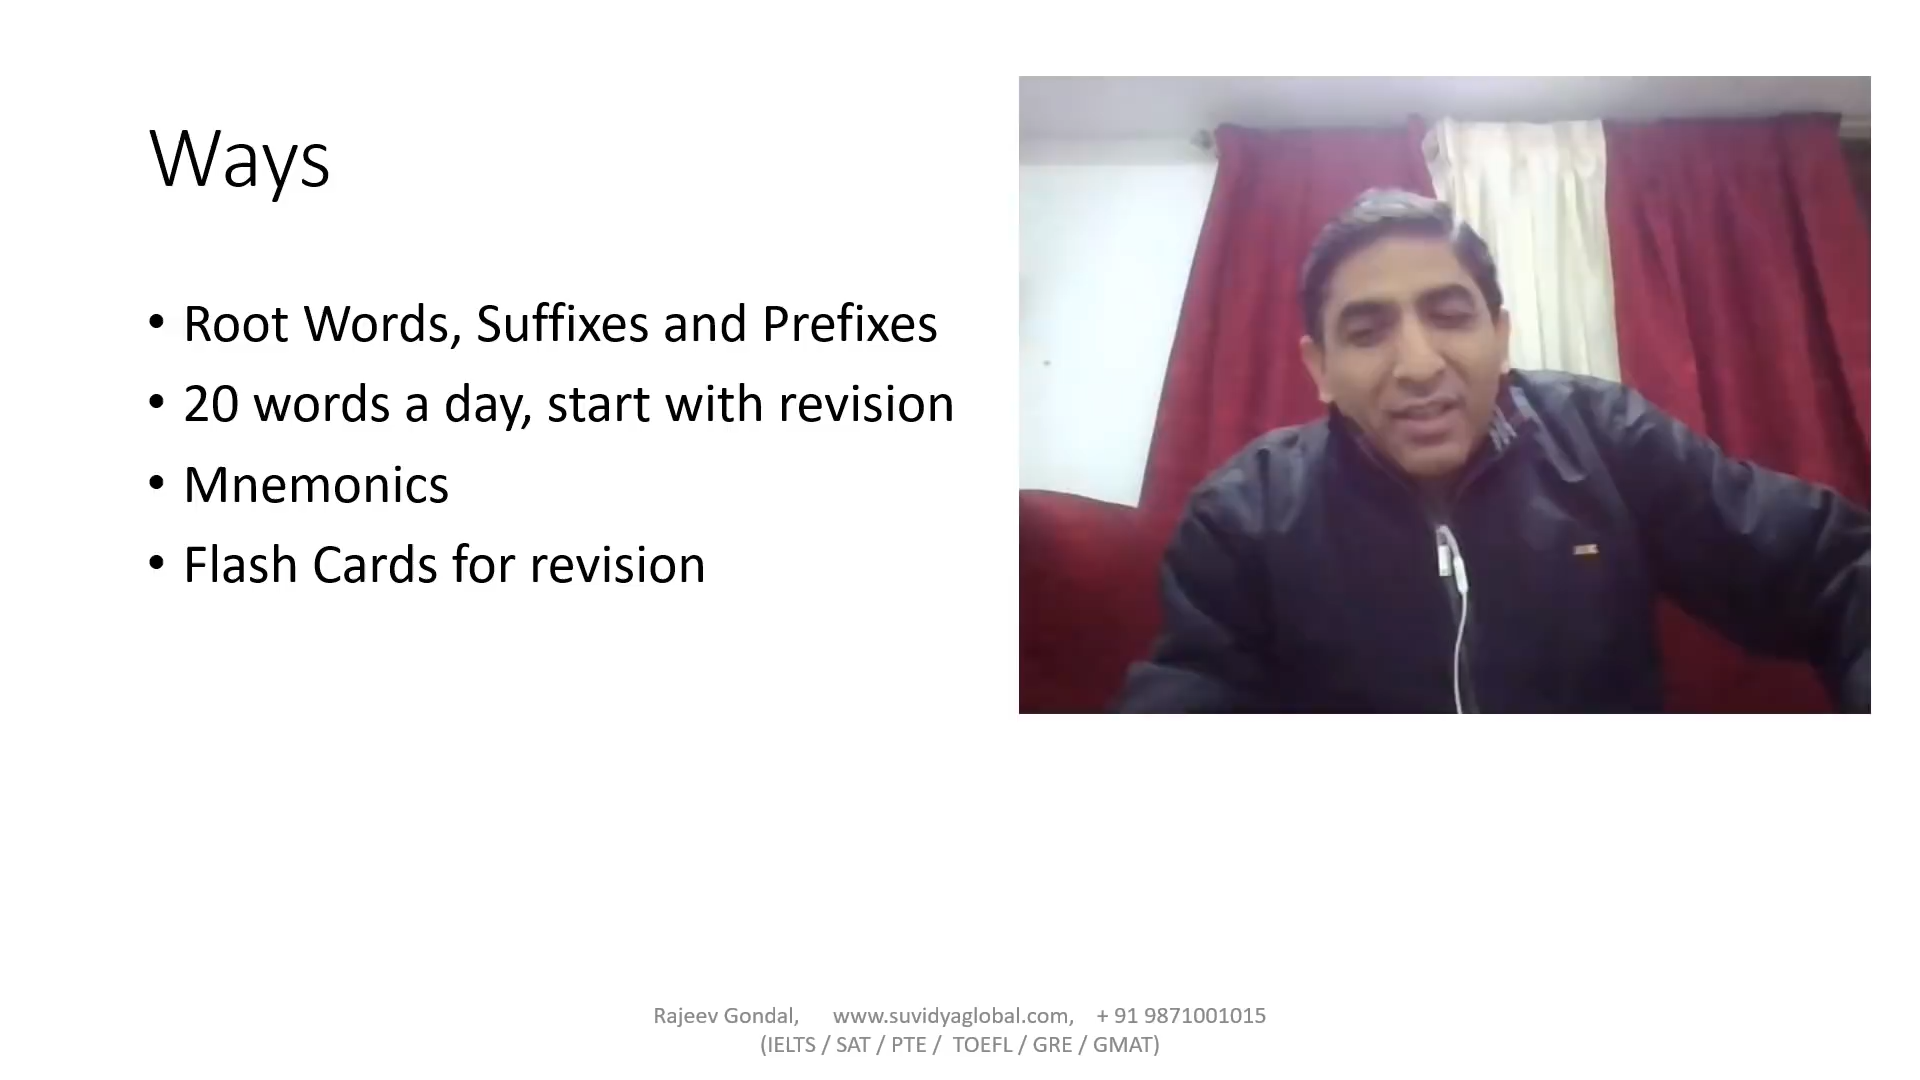 Ways
• Root Words, Suffixes and Prefixes
• 20 words a day, start with revision
• Mnemonics
• Flash Cards for revision
Rajeev Gondal, www.suvidyaglobal.com, + 91 9871001015
(IELTS / SAT / PTE / TOEFL / GRE / GMAT)